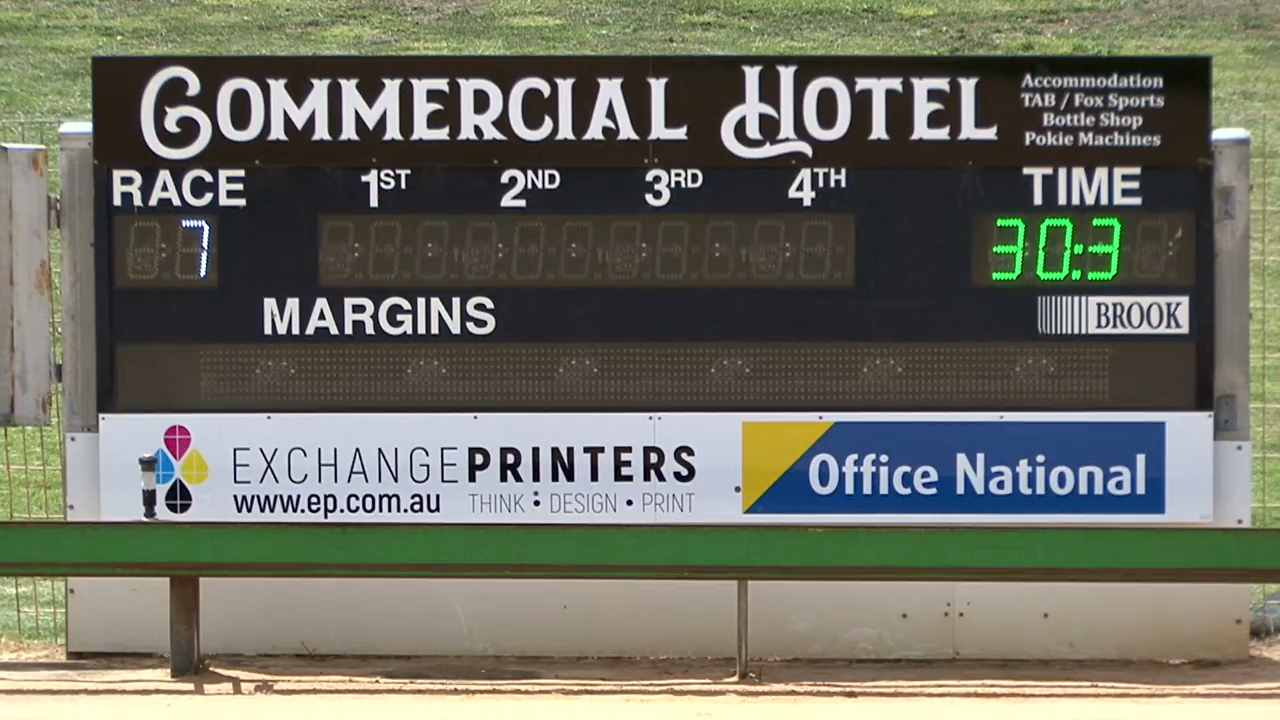 COMMERCIAL HOTEL
Accommodation
TAB / Fox Sports
Bottle Shop
Pokie Machines
RACE 1ST 2ND 3RD 4TH TIME
7 30:3
MARGINS
BROOK
EXCHANGEPRINTERS
www.ep.com.au THINK • DESIGN • PRINT
Office National